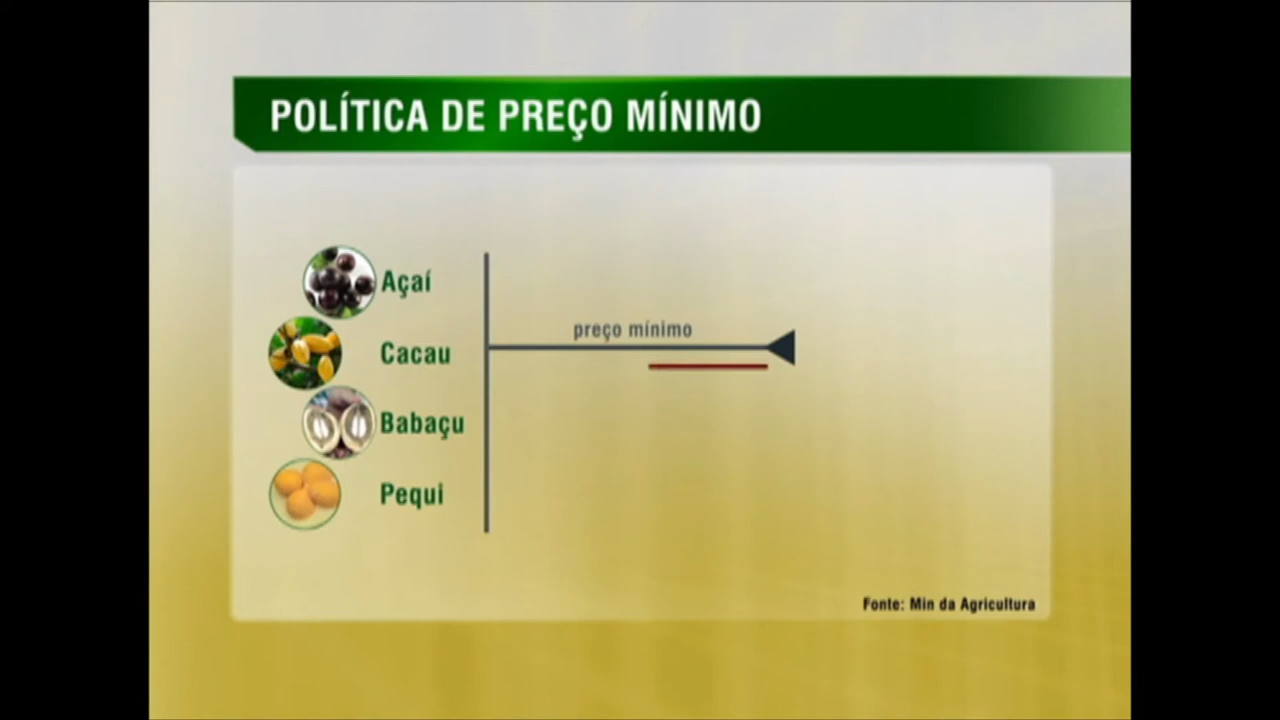 POLÍTICA DE PREÇO MÍNIMO
Açaí
Cacau
Babaçu
Pequi
preço mínimo
Fonte: Min da Agricultura